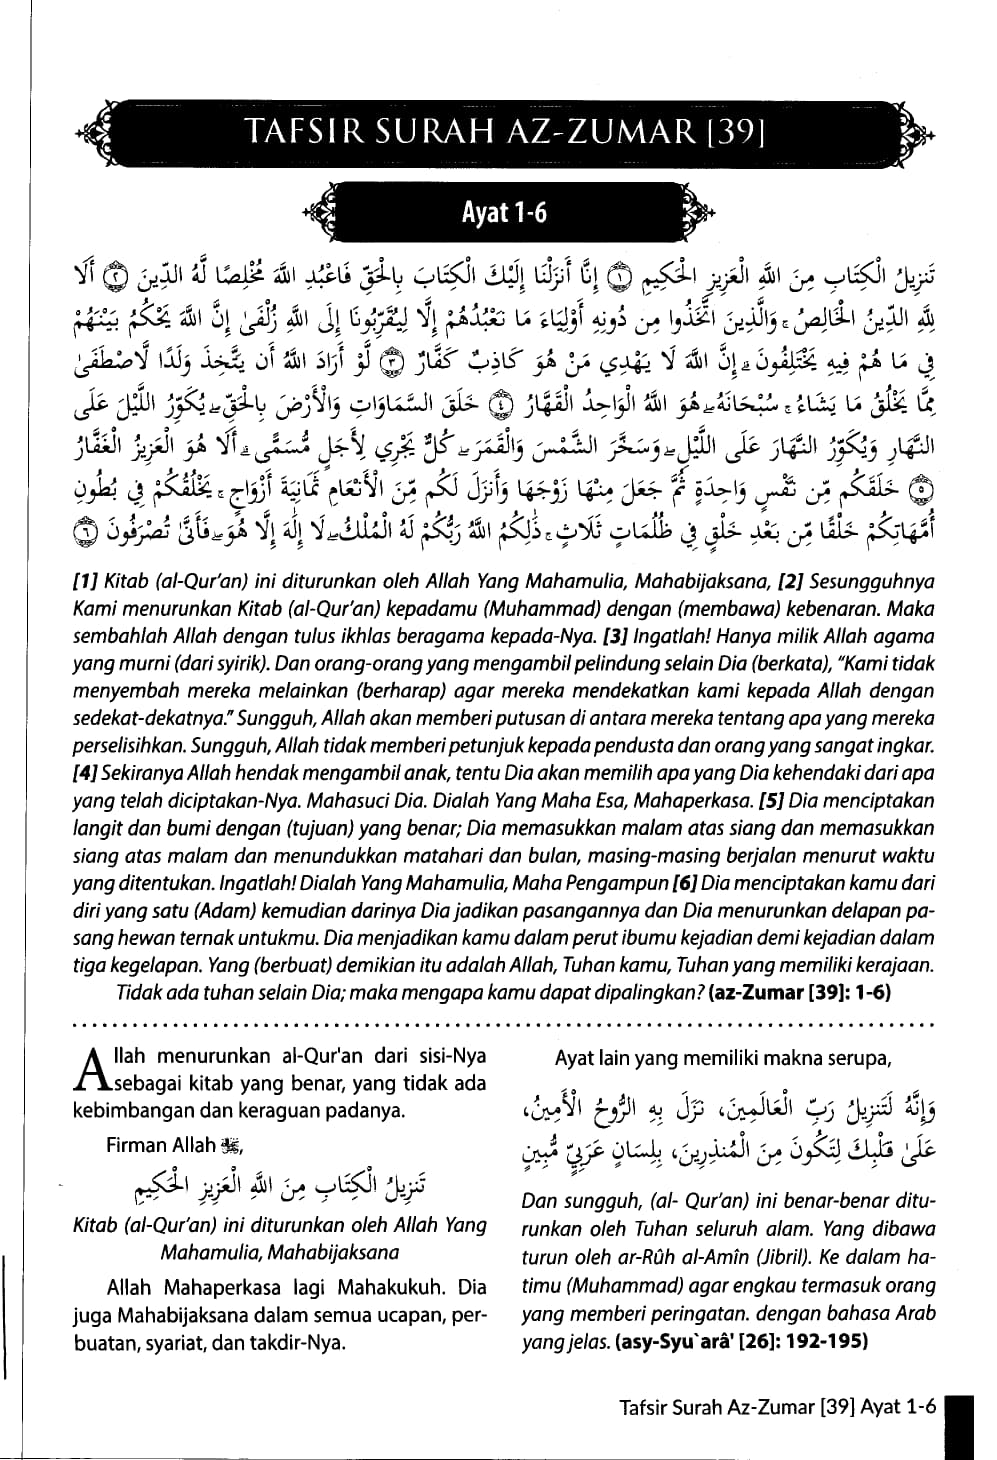 TAFSIR SURAH AZ-ZUMAR [39]
Ayat 1-6
تَنزِيلُ الْكِتَابِ مِنَ اللَّهِ الْعَزِيزِ الْحَكِيمِ ﴿١﴾ إِنَّا أَنزَلْنَا إِلَيْكَ الْكِتَابَ بِالْحَقِّ فَاعْبُدِ اللَّهَ مُخْلِصًا لَّهُ الدِّينَ ﴿٢﴾ أَلَا
لِلَّهِ الدِّينُ الْخَالِصُ ۚ وَالَّذِينَ اتَّخَذُوا مِن دُونِهِ أَوْلِيَاءَ مَا نَعْبُدُهُمْ إِلَّا لِيُقَرِّبُونَا إِلَى اللَّهِ زُلْفَىٰ إِنَّ اللَّهَ يَحْكُمُ بَيْنَهُمْ
فِي مَا هُمْ فِيهِ يَخْتَلِفُونَ ۗ إِنَّ اللَّهَ لَا يَهْدِي مَنْ هُوَ كَاذِبٌ كَفَّارٌ ﴿٣﴾ لَّوْ أَرَادَ اللَّهُ أَن يَتَّخِذَ وَلَدًا لَّاصْطَفَىٰ
مِمَّا يَخْلُقُ مَا يَشَاءُ ۚ سُبْحَانَهُ ۖ هُوَ اللَّهُ الْوَاحِدُ الْقَهَّارُ ﴿٤﴾ خَلَقَ السَّمَاوَاتِ وَالْأَرْضَ بِالْحَقِّ ۖ يُكَوِّرُ اللَّيْلَ عَلَى
النَّهَارِ وَيُكَوِّرُ النَّهَارَ عَلَى اللَّيْلِ ۖ وَسَخَّرَ الشَّمْسَ وَالْقَمَرَ ۖ كُلٌّ يَجْرِي لِأَجَلٍ مُّسَمًّى ۗ أَلَا هُوَ الْعَزِيزُ الْغَفَّارُ
﴿٥﴾ خَلَقَكُم مِّن نَّفْسٍ وَاحِدَةٍ ثُمَّ جَعَلَ مِنْهَا زَوْجَهَا وَأَنزَلَ لَكُم مِّنَ الْأَنْعَامِ ثَمَانِيَةَ أَزْوَاجٍ ۚ يَخْلُقُكُمْ فِي بُطُونِ
أُمَّهَاتِكُمْ خَلْقًا مِّن بَعْدِ خَلْقٍ فِي ظُلُمَاتٍ ثَلَاثٍ ۚ ذَٰلِكُمُ اللَّهُ رَبُّكُمْ لَهُ الْمُلْكُ ۖ لَا إِلَٰهَ إِلَّا هُوَ ۖ فَأَنَّىٰ تُصْرَفُونَ ﴿٦﴾
[1] Kitab (al-Qur'an) ini diturunkan oleh Allah Yang Mahamulia, Mahabijaksana, [2] Sesungguhnya
Kami menurunkan Kitab (al-Qur'an) kepadamu (Muhammad) dengan (membawa) kebenaran. Maka
sembahlah Allah dengan tulus ikhlas beragama kepada-Nya. [3] Ingatlah! Hanya milik Allah agama
yang murni (dari syirik). Dan orang-orang yang mengambil pelindung selain Dia (berkata), “Kami tidak
menyembah mereka melainkan (berharap) agar mereka mendekatkan kami kepada Allah dengan
sedekat-dekatnya.” Sungguh, Allah akan memberi putusan di antara mereka tentang apa yang mereka
perselisihkan. Sungguh, Allah tidak memberi petunjuk kepada pendusta dan orang yang sangat ingkar.
[4] Sekiranya Allah hendak mengambil anak, tentu Dia akan memilih apa yang Dia kehendaki dari apa
yang telah diciptakan-Nya. Mahasuci Dia. Dialah Yang Maha Esa, Mahaperkasa. [5] Dia menciptakan
langit dan bumi dengan (tujuan) yang benar; Dia memasukkan malam atas siang dan memasukkan
siang atas malam dan menundukkan matahari dan bulan, masing-masing berjalan menurut waktu
yang ditentukan. Ingatlah! Dialah Yang Mahamulia, Maha Pengampun [6] Dia menciptakan kamu dari
diri yang satu (Adam) kemudian darinya Dia jadikan pasangannya dan Dia menurunkan delapan pa-
sang hewan ternak untukmu. Dia menjadikan kamu dalam perut ibumu kejadian demi kejadian dalam
tiga kegelapan. Yang (berbuat) demikian itu adalah Allah, Tuhan kamu, Tuhan yang memiliki kerajaan.
Tidak ada tuhan selain Dia; maka mengapa kamu dapat dipalingkan? (az-Zumar [39]: 1-6)
Allah menurunkan al-Qur'an dari sisi-Nya
sebagai kitab yang benar, yang tidak ada
kebimbangan dan keraguan padanya.
Firman Allah ﷻ,
تَنزِيلُ الْكِتَابِ مِنَ اللَّهِ الْعَزِيزِ الْحَكِيمِ
Kitab (al-Qur'an) ini diturunkan oleh Allah Yang
Mahamulia, Mahabijaksana
Allah Mahaperkasa lagi Mahakukuh. Dia
juga Mahabijaksana dalam semua ucapan, per-
buatan, syariat, dan takdir-Nya.
Ayat lain yang memiliki makna serupa,
وَإِنَّهُ لَتَنزِيلُ رَبِّ الْعَالَمِينَ، نَزَلَ بِهِ الرُّوحُ الْأَمِينُ،
عَلَىٰ قَلْبِكَ لِتَكُونَ مِنَ الْمُنذِرِينَ، بِلِسَانٍ عَرَبِيٍّ مُّبِينٍ
Dan sungguh, (al- Qur'an) ini benar-benar ditu-
runkan oleh Tuhan seluruh alam. Yang dibawa
turun oleh ar-Rûh al-Amîn (Jibril). Ke dalam ha-
timu (Muhammad) agar engkau termasuk orang
yang memberi peringatan. dengan bahasa Arab
yang jelas. (asy-Syu`arâ' [26]: 192-195)
Tafsir Surah Az-Zumar [39] Ayat 1-6